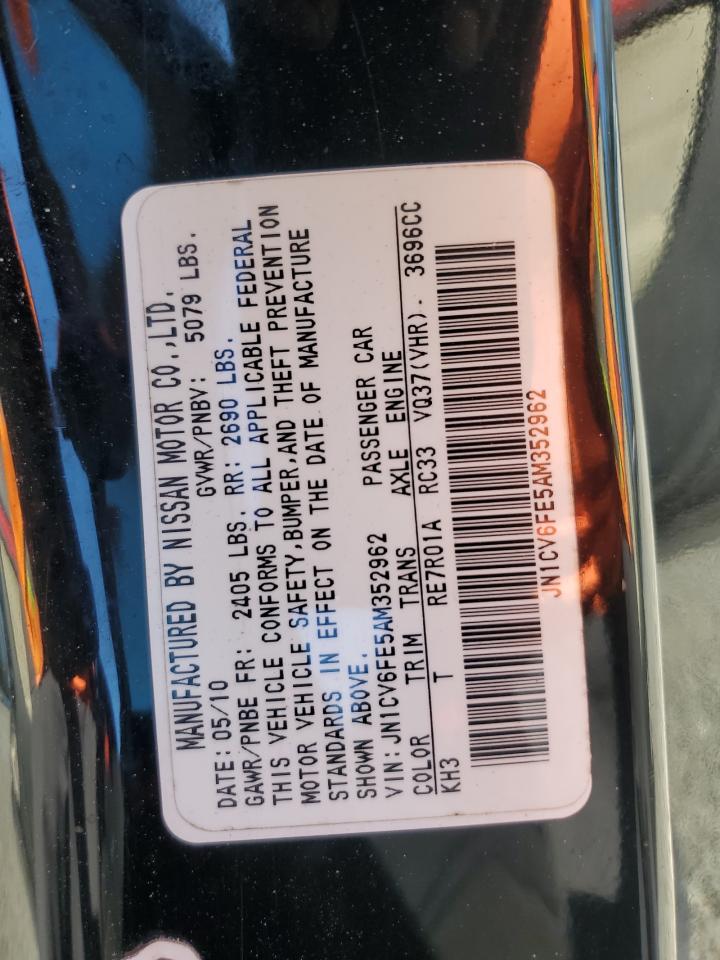 MANUFACTURED BY NISSAN MOTOR CO.,LTD.
DATE: 05/10 GVWR/PNBV: 5079 LBS.
GAWR/PNBE FR: 2405 LBS. RR: 2690 LBS.
THIS VEHICLE CONFORMS TO ALL APPLICABLE FEDERAL
MOTOR VEHICLE SAFETY,BUMPER,AND THEFT PREVENTION
STANDARDS IN EFFECT ON THE DATE OF MANUFACTURE
SHOWN ABOVE.
VIN: JN1CV6FE5AM352962 PASSENGER CAR
COLOR TRIM TRANS AXLE ENGINE
KH3 T RE7R01A RC33 VQ37(VHR). 3696CC
JN1CV6FE5AM352962